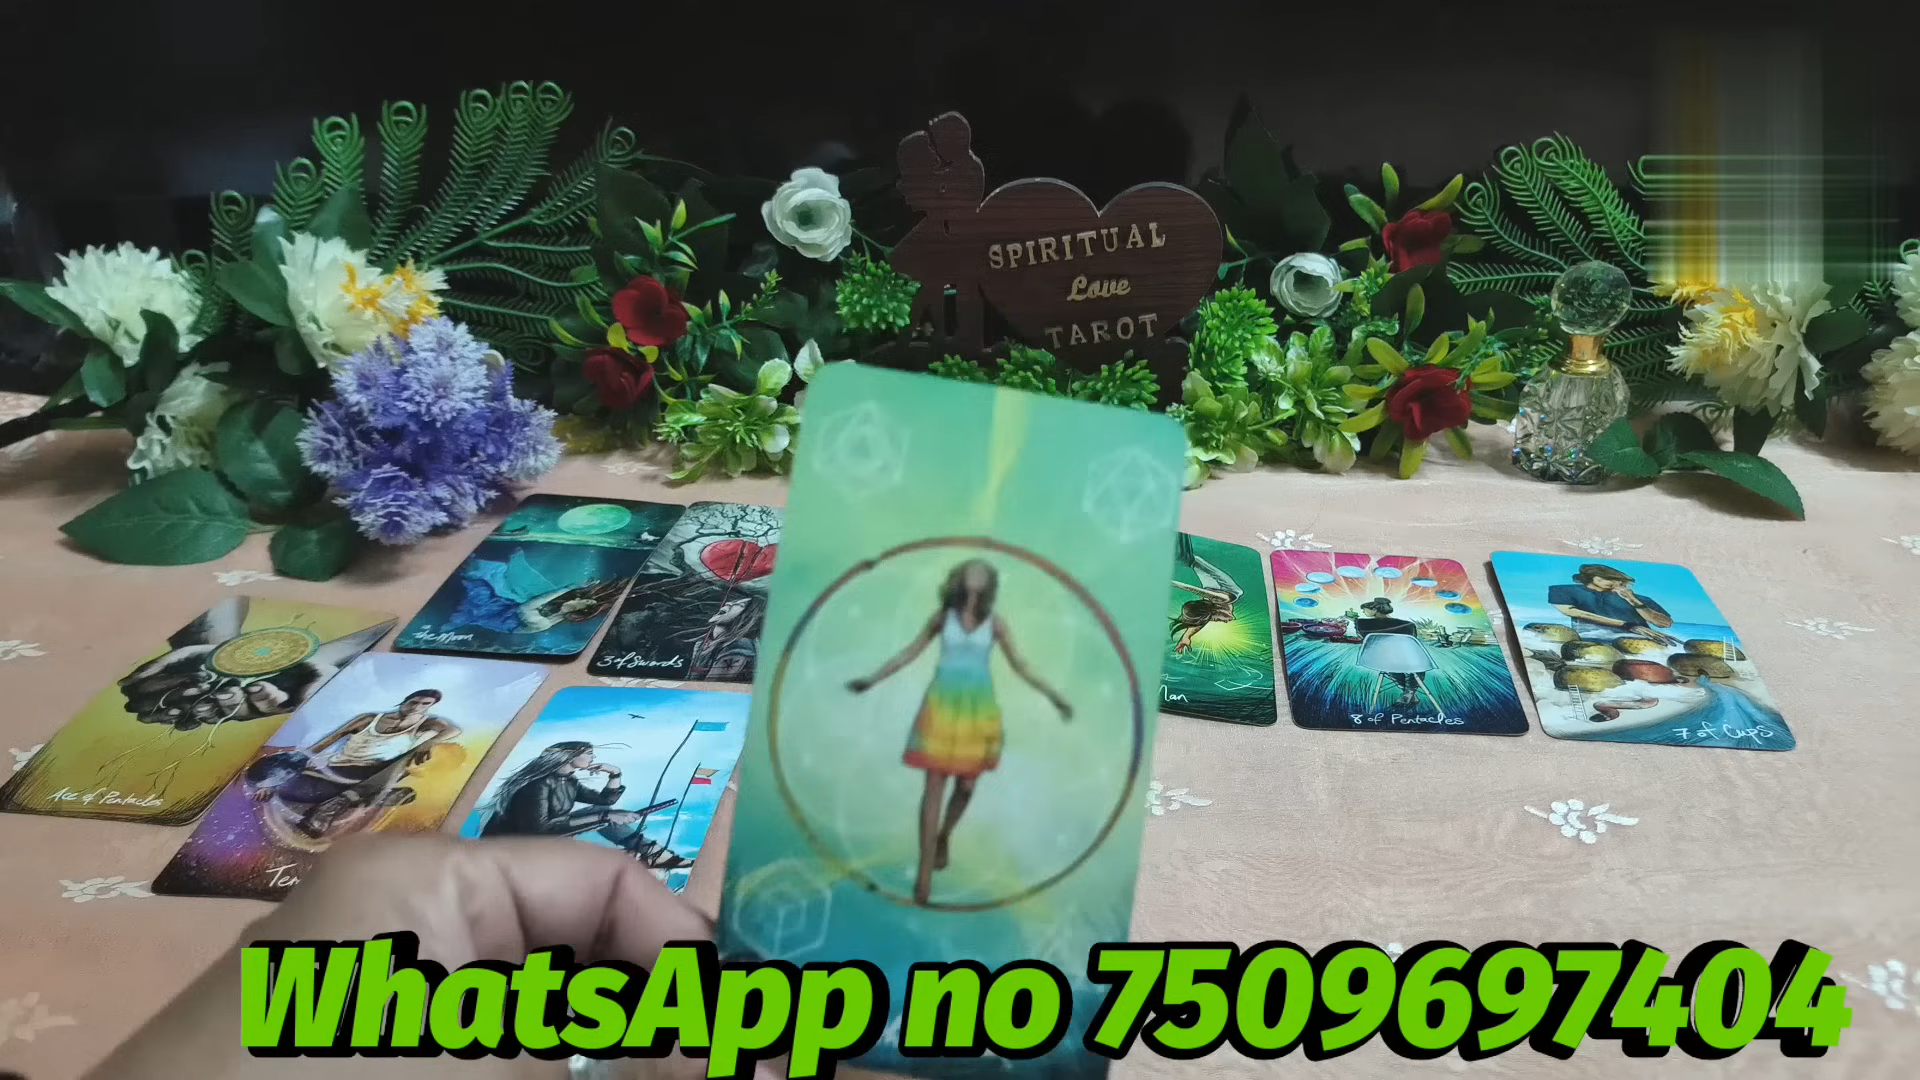 SPIRITUAL
Love
TAROT
the Moon
3 of Swords
Man
8 of Pentacles
7 of Cups
Ace of Pentacles
WhatsApp no 7509697404